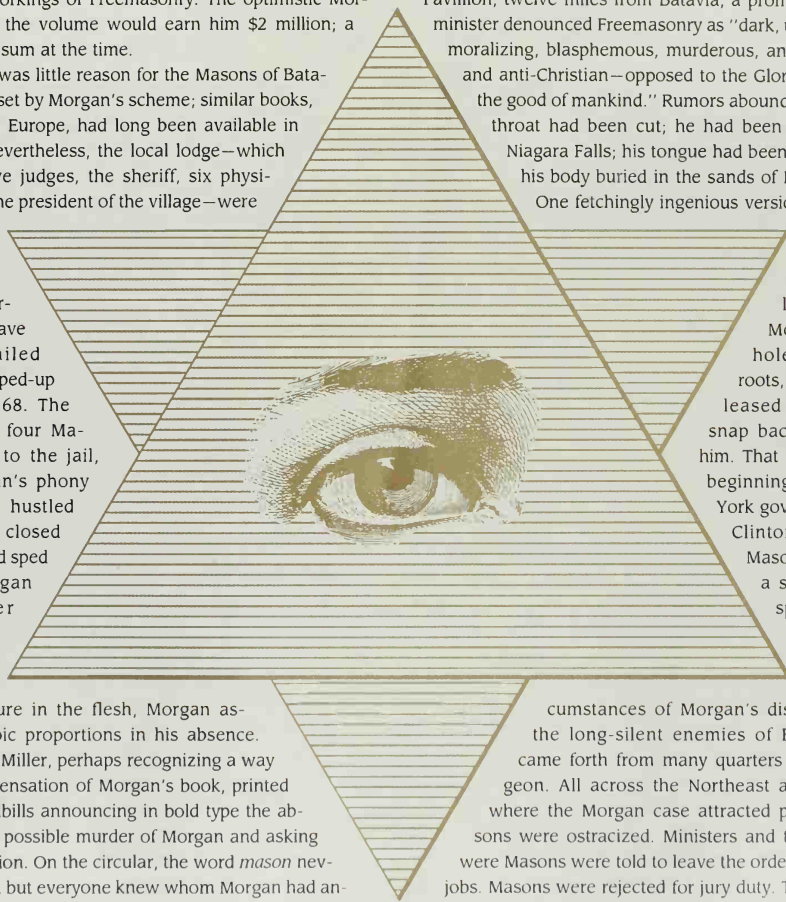 orkings of Freemasonry. The optimistic Mor-
the volume would earn him $2 million; a
sum at the time.
was little reason for the Masons of Bata-
set by Morgan's scheme; similar books,
Europe, had long been available in
evertheless, the local lodge—which
ve judges, the sheriff, six physi-
he president of the village—were
r-
ave
ailed
ped-up
68. The
four Ma-
to the jail,
n's phony
hustled
closed
d sped
gan
er
ure in the flesh, Morgan as-
pic proportions in his absence.
Miller, perhaps recognizing a way
ensation of Morgan's book, printed
bills announcing in bold type the ab-
possible murder of Morgan and asking
ion. On the circular, the word mason nev-
but everyone knew whom Morgan had an-
Pavilion, twelve miles from Batavia, a pro
minister denounced Freemasonry as "dark,
moralizing, blasphemous, murderous, an
and anti-Christian—opposed to the Glor
the good of mankind." Rumors abound
throat had been cut; he had been
Niagara Falls; his tongue had been
his body buried in the sands of
One fetchingly ingenious versi
Mo
hole
roots,
leased
snap bac
him. That
beginning
York gov
Clinton
Maso
a s
sp
cumstances of Morgan's dis
the long-silent enemies of
came forth from many quarters
geon. All across the Northeast a
where the Morgan case attracted p
sons were ostracized. Ministers and t
were Masons were told to leave the orde
jobs. Masons were rejected for jury duty. T